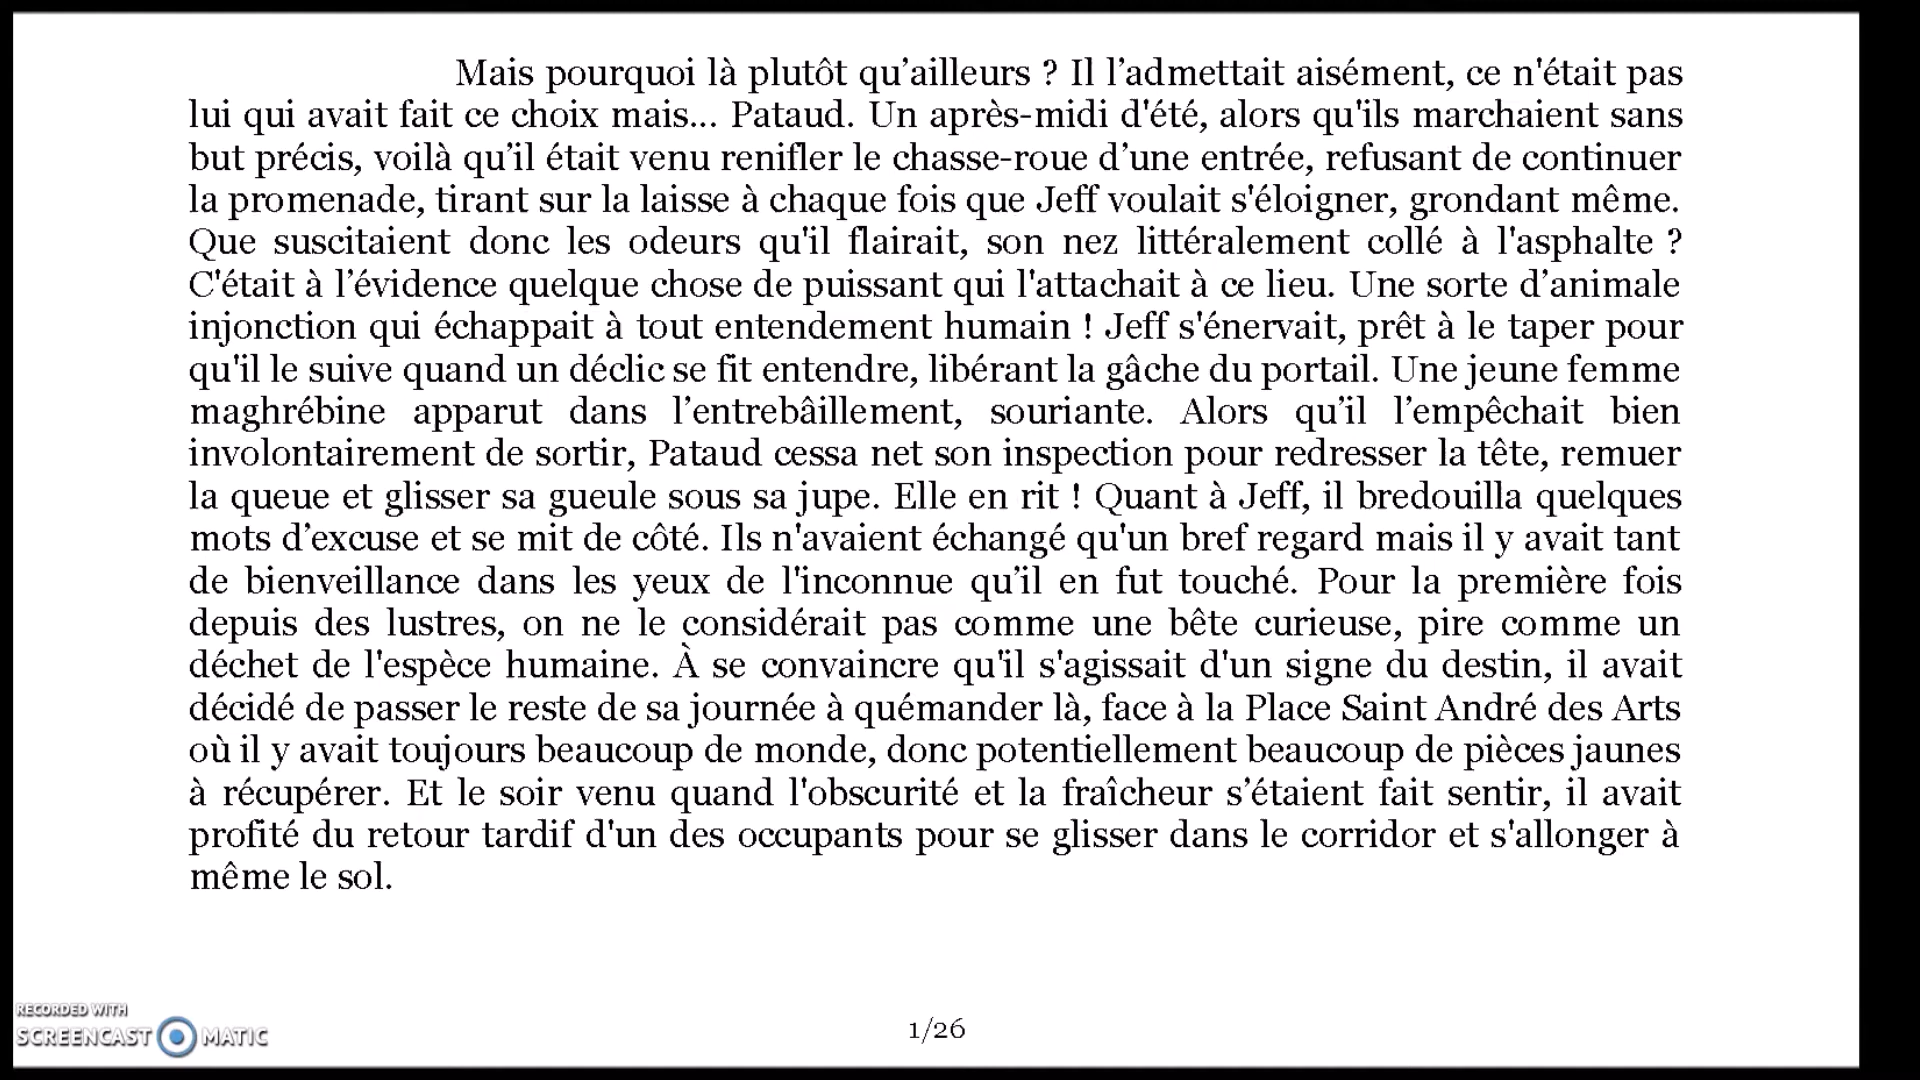 Mais pourquoi là plutôt qu’ailleurs ? Il l’admettait aisément, ce n'était pas
lui qui avait fait ce choix mais... Pataud. Un après-midi d'été, alors qu'ils marchaient sans
but précis, voilà qu’il était venu renifler le chasse-roue d’une entrée, refusant de continuer
la promenade, tirant sur la laisse à chaque fois que Jeff voulait s'éloigner, grondant même.
Que suscitaient donc les odeurs qu'il flairait, son nez littéralement collé à l'asphalte ?
C'était à l’évidence quelque chose de puissant qui l'attachait à ce lieu. Une sorte d’animale
injonction qui échappait à tout entendement humain ! Jeff s'énervait, prêt à le taper pour
qu'il le suive quand un déclic se fit entendre, libérant la gâche du portail. Une jeune femme
maghrébine apparut dans l’entrebâillement, souriante. Alors qu’il l’empêchait bien
involontairement de sortir, Pataud cessa net son inspection pour redresser la tête, remuer
la queue et glisser sa gueule sous sa jupe. Elle en rit ! Quant à Jeff, il bredouilla quelques
mots d’excuse et se mit de côté. Ils n'avaient échangé qu'un bref regard mais il y avait tant
de bienveillance dans les yeux de l'inconnue qu’il en fut touché. Pour la première fois
depuis des lustres, on ne le considérait pas comme une bête curieuse, pire comme un
déchet de l'espèce humaine. À se convaincre qu'il s'agissait d'un signe du destin, il avait
décidé de passer le reste de sa journée à quémander là, face à la Place Saint André des Arts
où il y avait toujours beaucoup de monde, donc potentiellement beaucoup de pièces jaunes
à récupérer. Et le soir venu quand l'obscurité et la fraîcheur s’étaient fait sentir, il avait
profité du retour tardif d'un des occupants pour se glisser dans le corridor et s'allonger à
même le sol.
RECORDED WITH
SCREENCAST MATIC
1/26